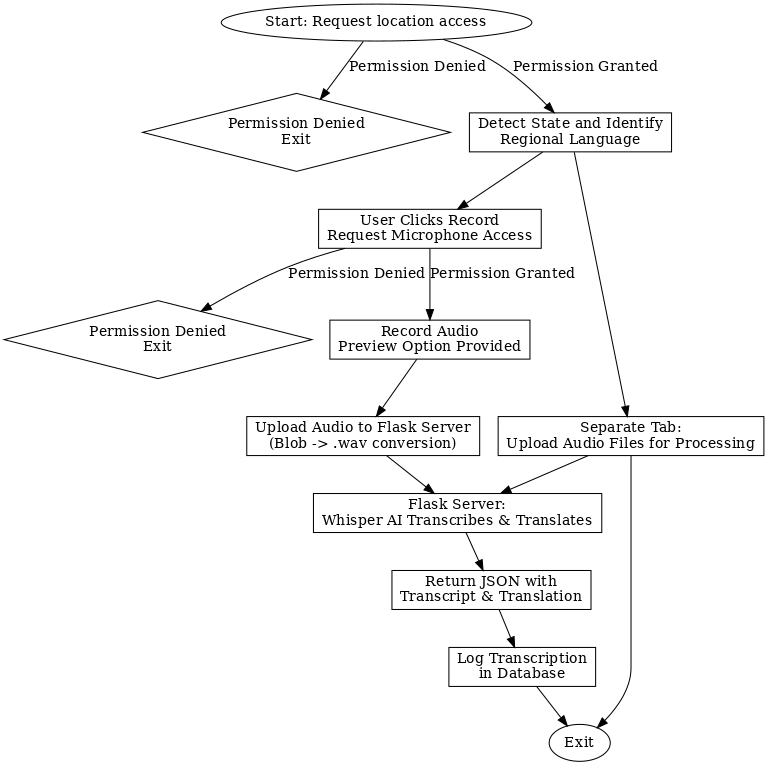 Start: Request location access
Permission Denied
Permission Granted
Permission Denied
Exit
Detect State and Identify
Regional Language
User Clicks Record
Request Microphone Access
Permission Denied
Permission Granted
Permission Denied
Exit
Record Audio
Preview Option Provided
Upload Audio to Flask Server
(Blob -> .wav conversion)
Separate Tab:
Upload Audio Files for Processing
Flask Server:
Whisper AI Transcribes & Translates
Return JSON with
Transcript & Translation
Log Transcription
in Database
Exit